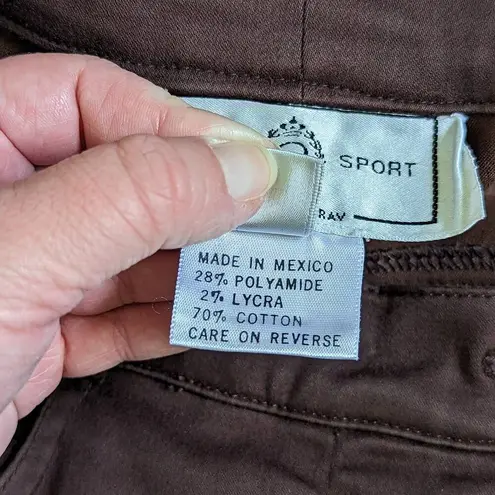 SPORT
RAY
MADE IN MEXICO
28% POLYAMIDE
2% LYCRA
70% COTTON
CARE ON REVERSE